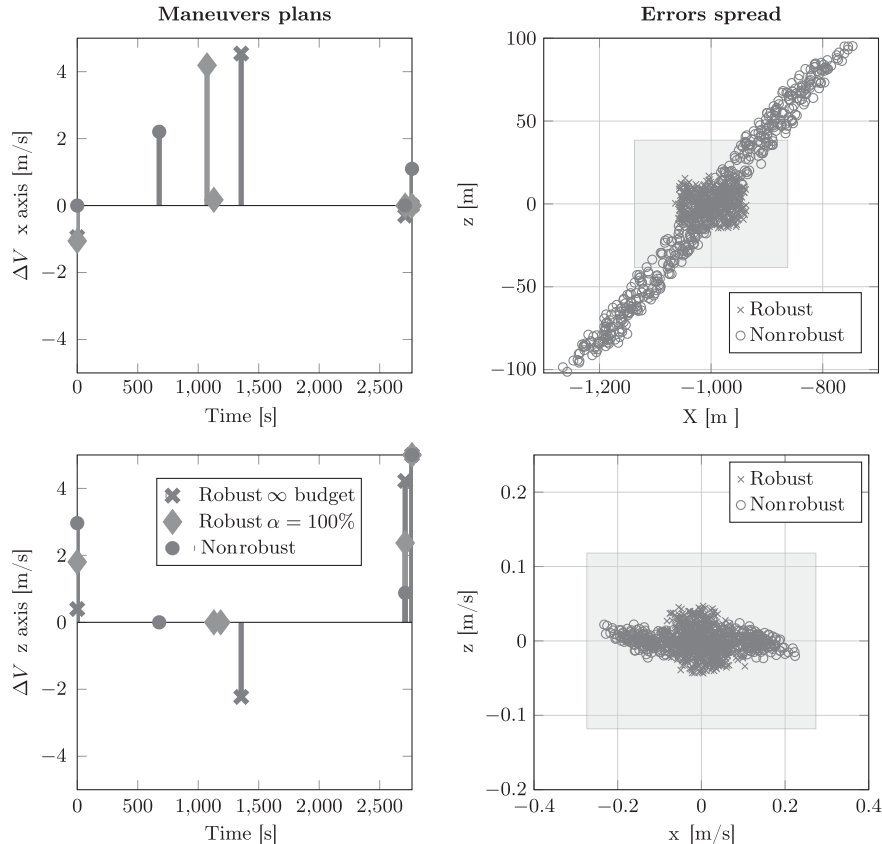 Maneuvers plans
4
2
0
−2
−4
0
500
1,000
1,500
2,000
2,500
ΔV x axis [m/s]
Time [s]
Errors spread
100
50
0
−50
−100
−1,200
−1,000
−800
z [m]
X [m ]
Robust
Nonrobust
4
2
0
−2
−4
0
500
1,000
1,500
2,000
2,500
ΔV z axis [m/s]
Time [s]
Robust ∞ budget
Robust α = 100%
Nonrobust
0.2
0.1
0
−0.1
−0.2
−0.4
−0.2
0
0.2
0.4
z [m/s]
x [m/s]
Robust
Nonrobust